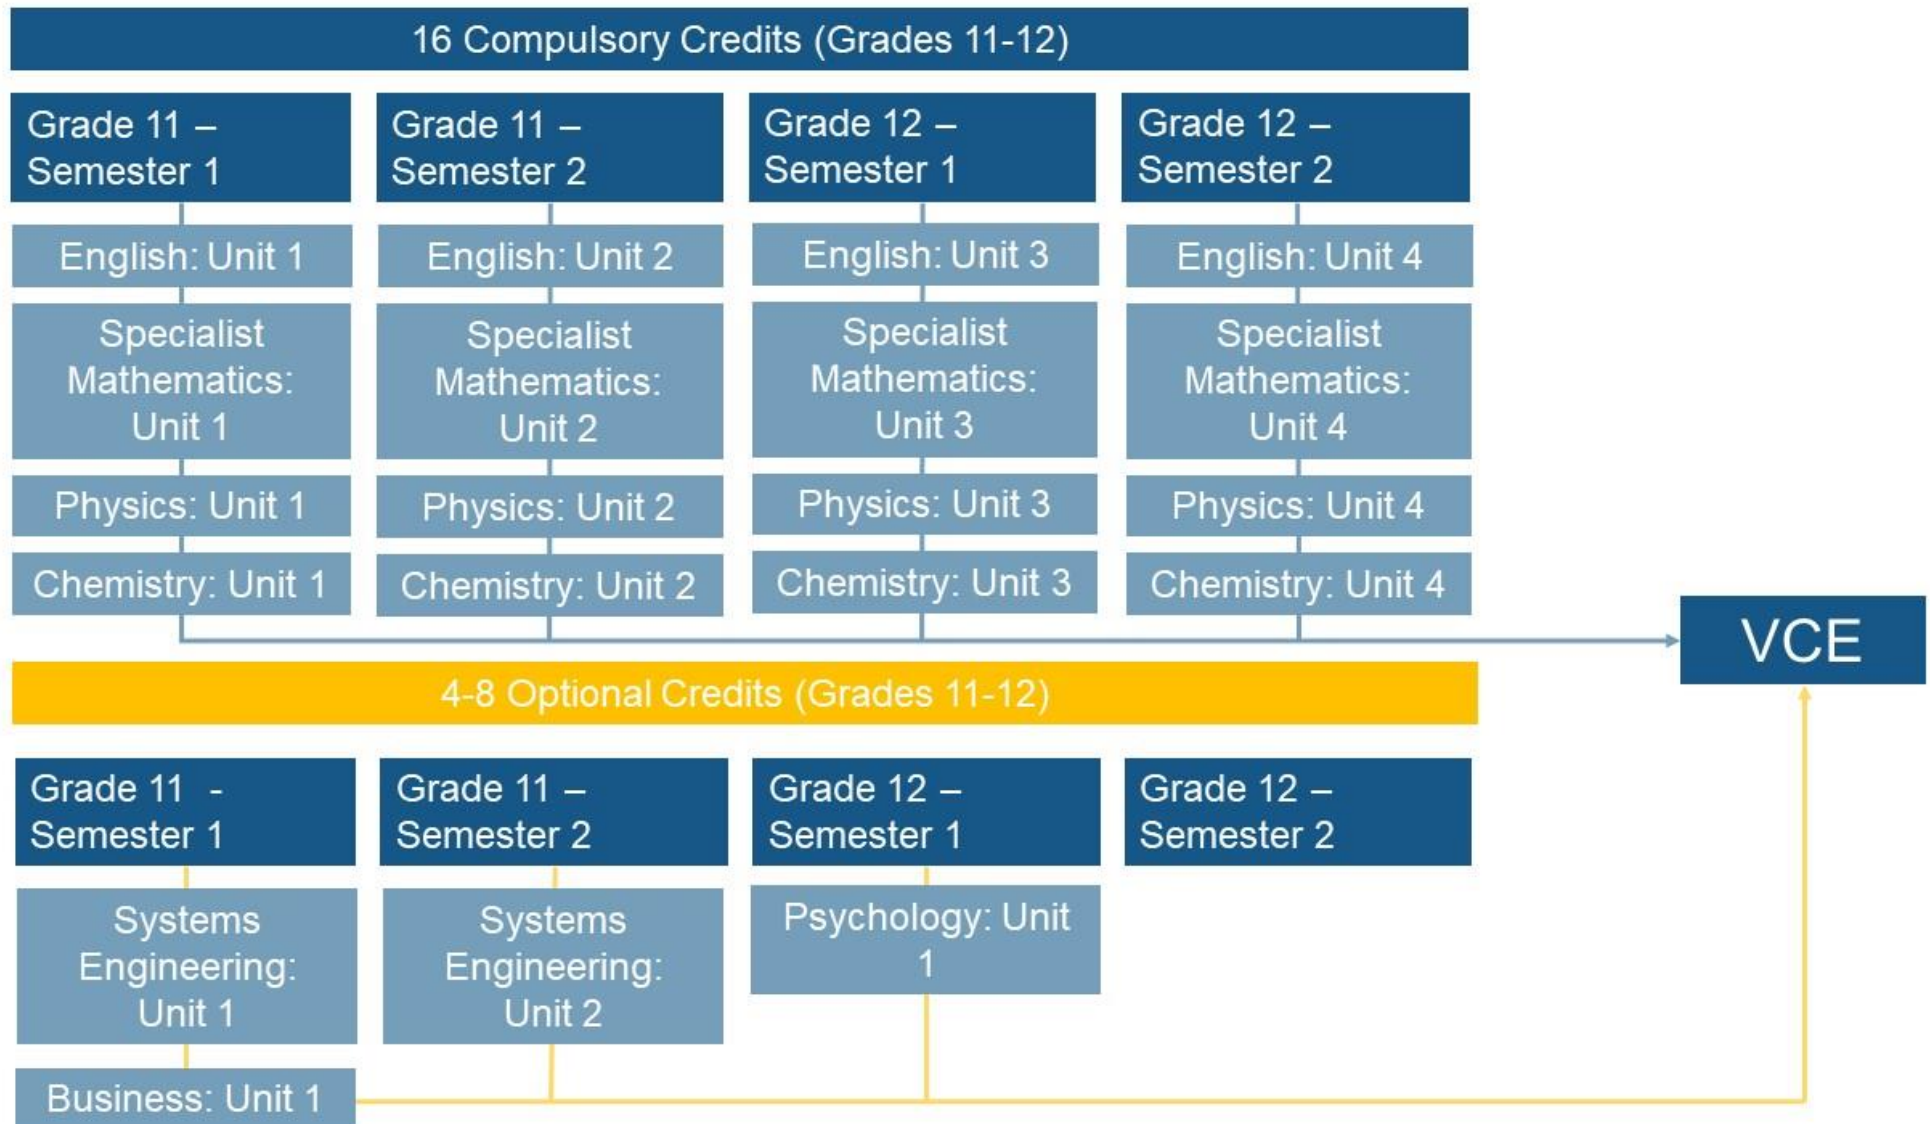 16 Compulsory Credits (Grades 11-12)
Grade 11 –
Semester 1
English: Unit 1
Specialist
Mathematics:
Unit 1
Physics: Unit 1
Chemistry: Unit 1
Grade 11 –
Semester 2
English: Unit 2
Specialist
Mathematics:
Unit 2
Physics: Unit 2
Chemistry: Unit 2
Grade 12 –
Semester 1
English: Unit 3
Specialist
Mathematics:
Unit 3
Physics: Unit 3
Chemistry: Unit 3
Grade 12 –
Semester 2
English: Unit 4
Specialist
Mathematics:
Unit 4
Physics: Unit 4
Chemistry: Unit 4
VCE
4-8 Optional Credits (Grades 11-12)
Grade 11 -
Semester 1
Systems
Engineering:
Unit 1
Business: Unit 1
Grade 11 –
Semester 2
Systems
Engineering:
Unit 2
Grade 12 –
Semester 1
Psychology: Unit
1
Grade 12 –
Semester 2